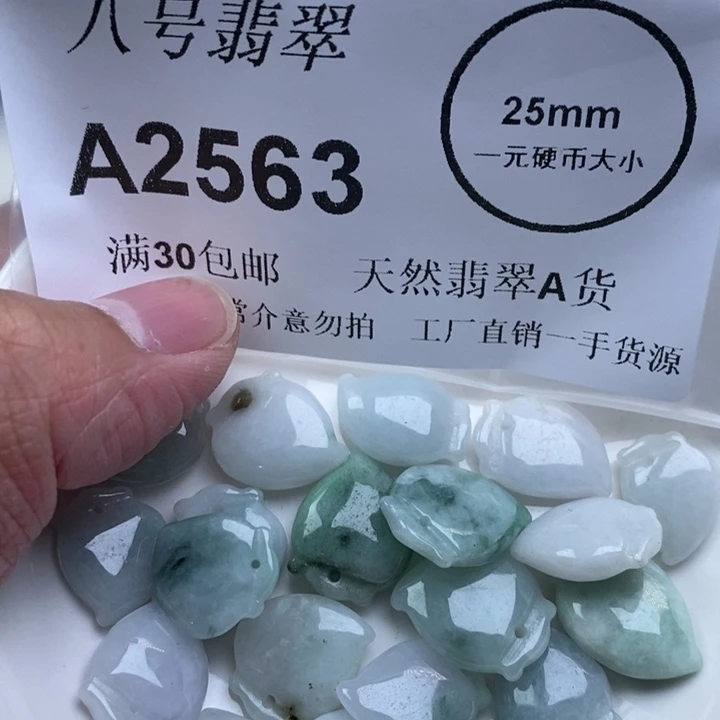 八号翡翠
25mm
一元硬币大小
A2563
满30包邮 天然翡翠A货
常介意勿拍 工厂直销一手货源